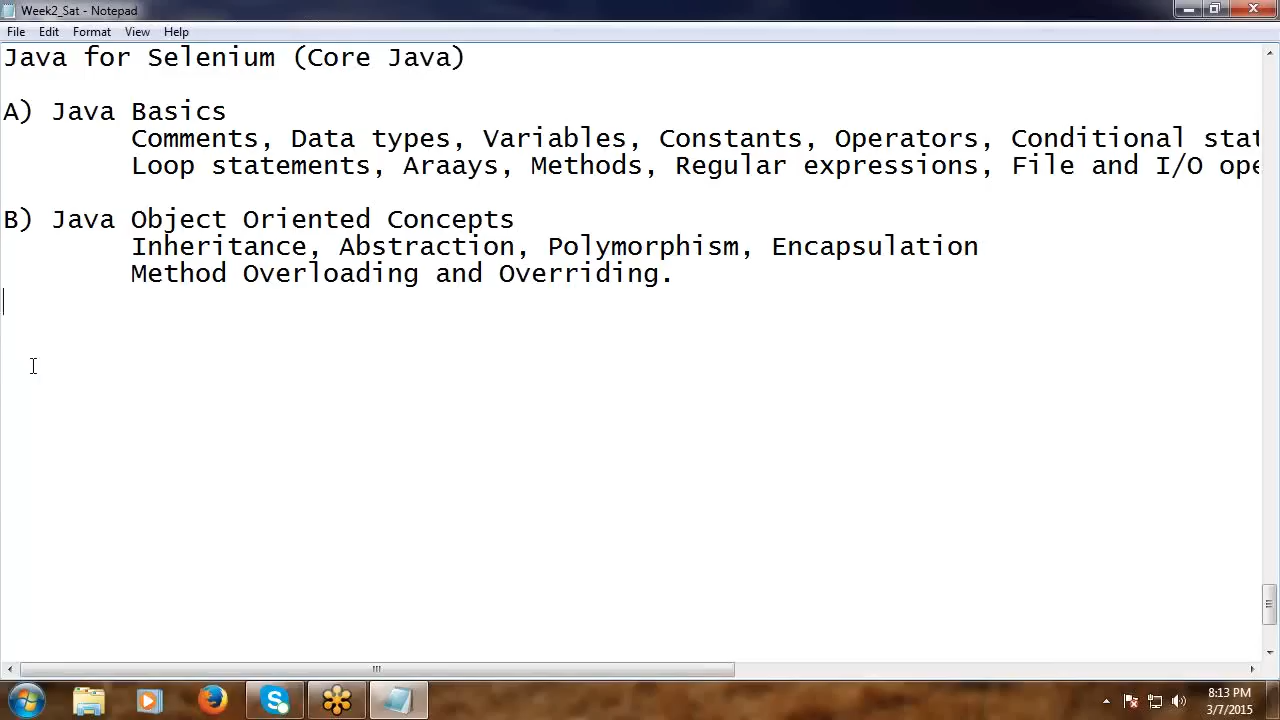 Week2_Sat - Notepad
File Edit Format View Help
Java for Selenium (Core Java)
A) Java Basics
Comments, Data types, Variables, Constants, Operators, Conditional stat
Loop statements, Araays, Methods, Regular expressions, File and I/O ope
B) Java Object Oriented Concepts
Inheritance, Abstraction, Polymorphism, Encapsulation
Method Overloading and Overriding.
8:13 PM
3/7/2015